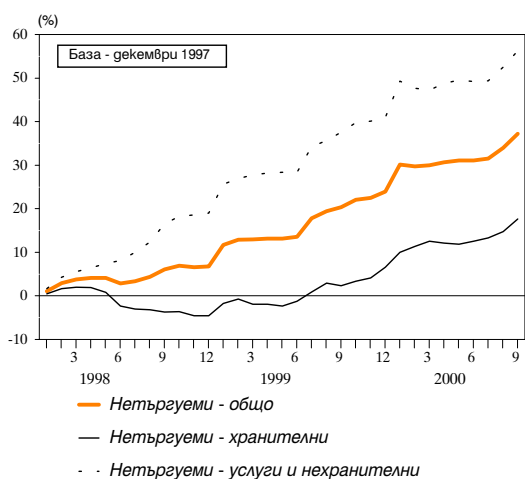 (%)
База - декември 1997
60
50
40
30
20
10
0
-10
3 6 9 12 3 6 9 12 3 6 9
1998 1999 2000
Нетъргуеми - общо
Нетъргуеми - хранителни
Нетъргуеми - услуги и нехранителни